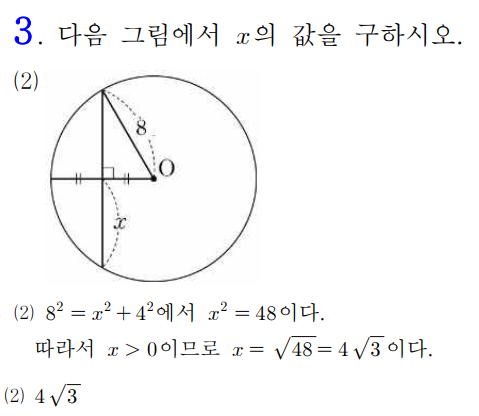 3. 다음 그림에서 x의 값을 구하시오.
(2)
8
O
x
(2) 8² = x² + 4²에서 x² = 48이다.
따라서 x > 0이므로 x = √48 = 4√3 이다.
(2) 4√3